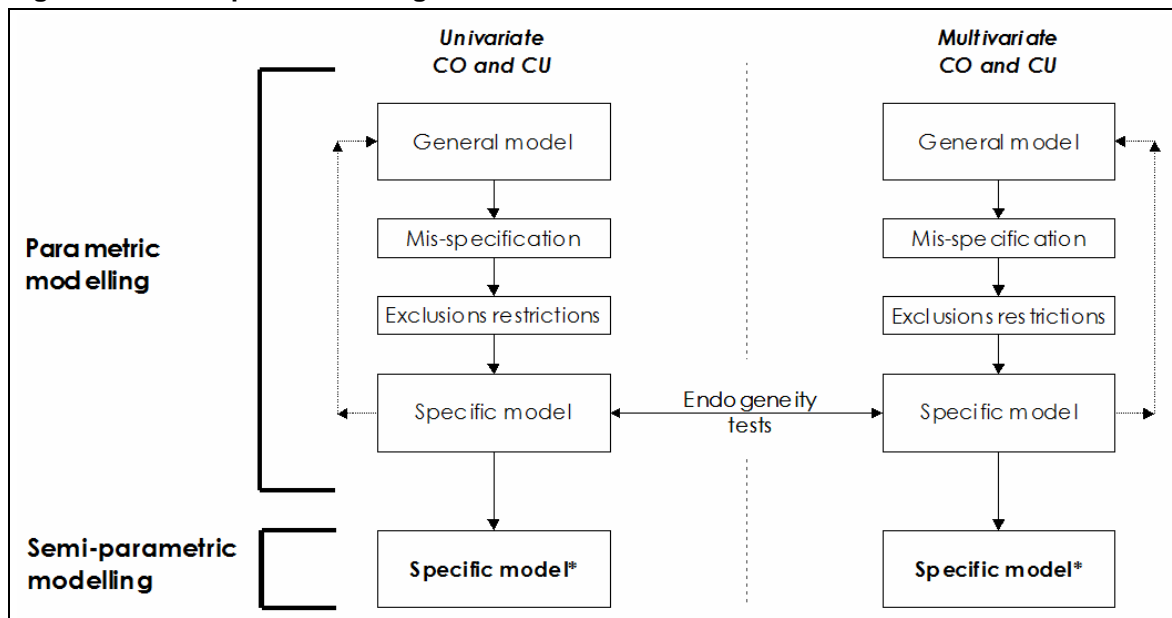 Univariate
CO and CU
Multivariate
CO and CU
General model
General model
Parametric
modelling
Mis-specification
Mis-specification
Exclusions restrictions
Exclusions restrictions
Specific model
Endogeneity
tests
Specific model
Semi-parametric
modelling
Specific model*
Specific model*